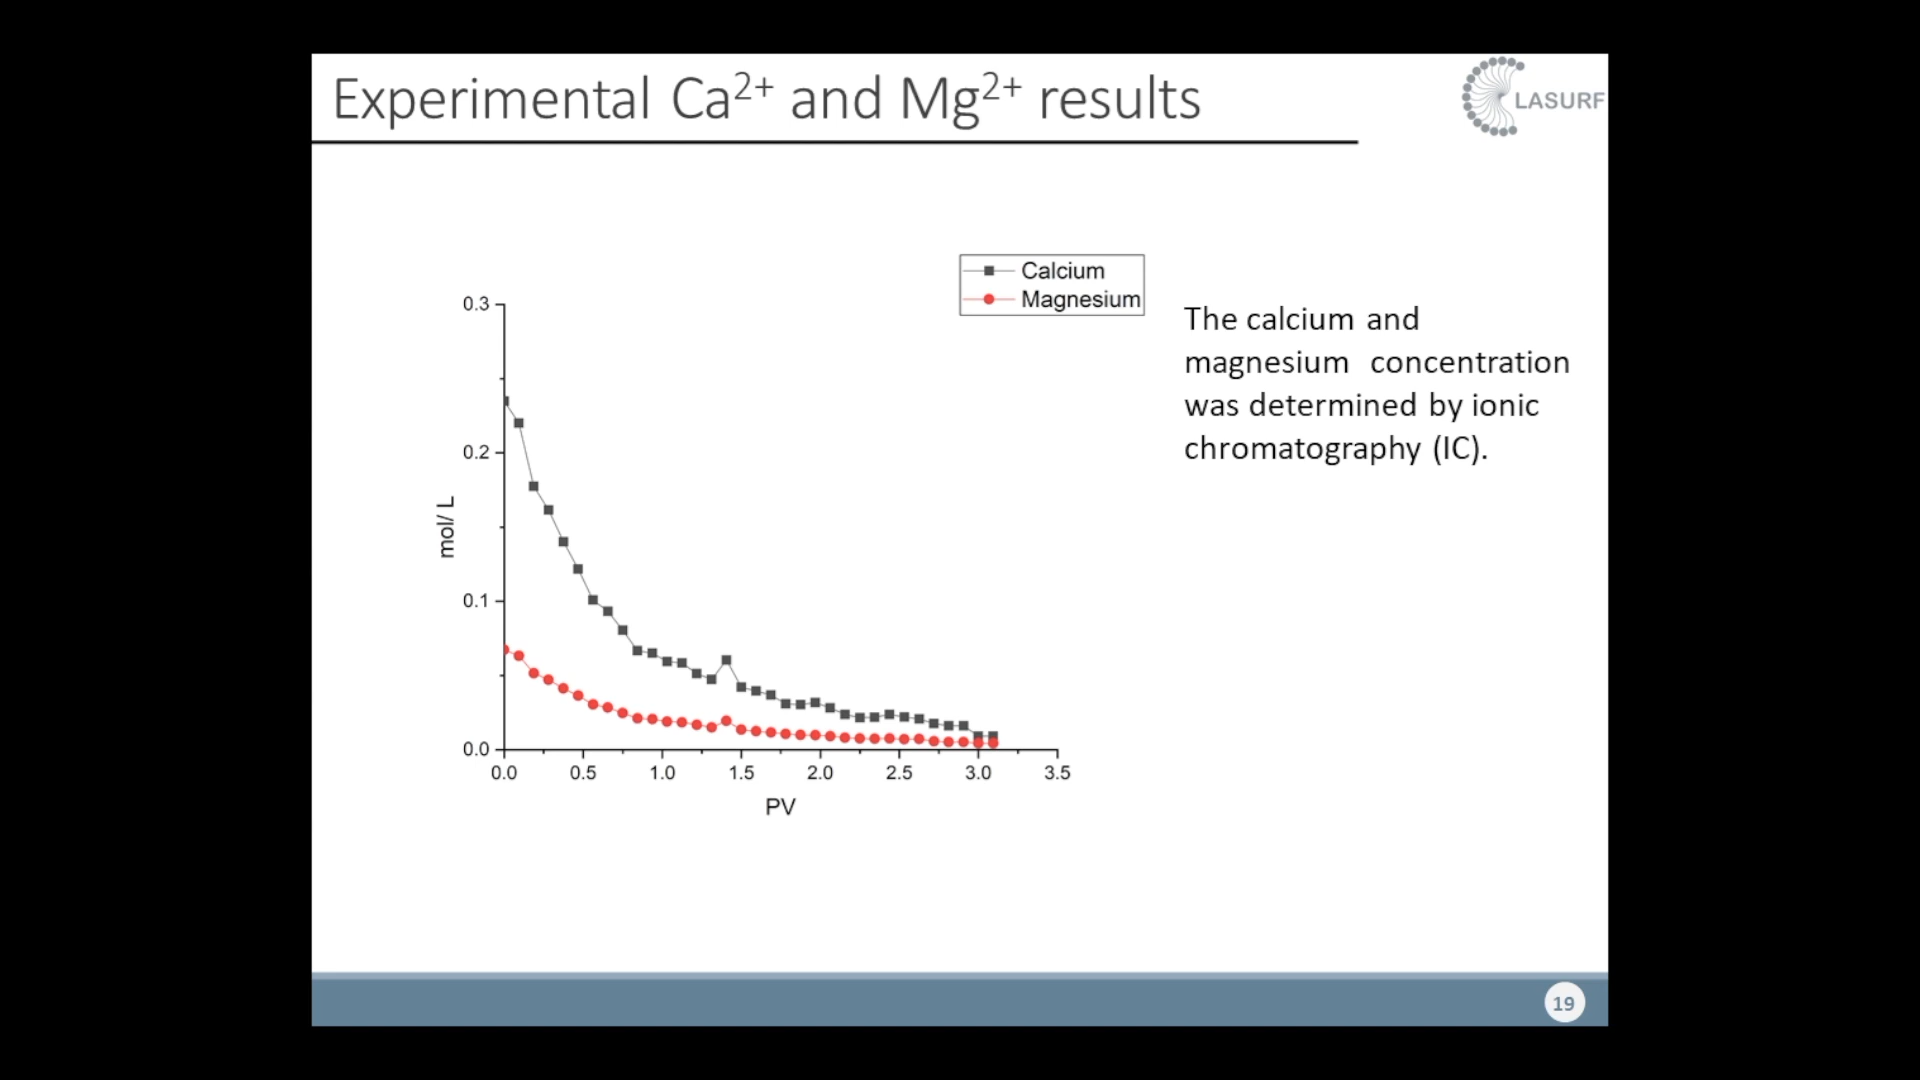 Experimental Ca²⁺ and Mg²⁺ results
LASURF
Calcium
Magnesium
The calcium and
magnesium concentration
was determined by ionic
chromatography (IC).
0.3
0.2
0.1
0.0
mol/ L
0.0 0.5 1.0 1.5 2.0 2.5 3.0 3.5
PV
19